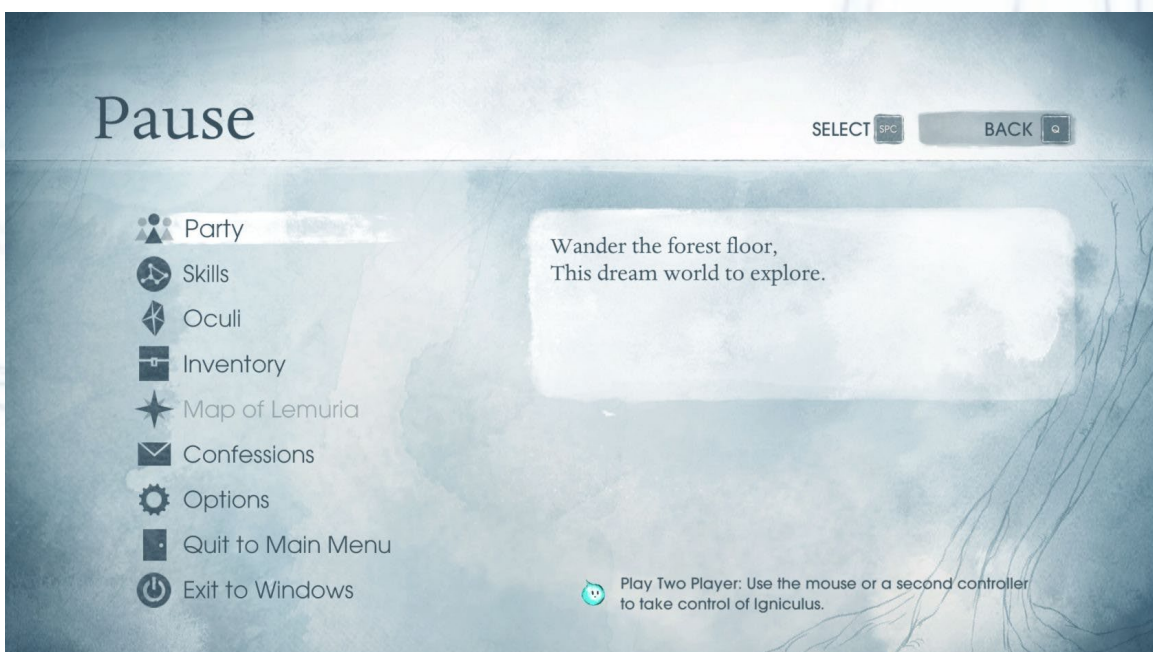 Pause
SELECT SPC BACK Q
Party
Skills
Oculi
Inventory
Map of Lemuria
Confessions
Options
Quit to Main Menu
Exit to Windows
Wander the forest floor,
This dream world to explore.
Play Two Player: Use the mouse or a second controller
to take control of Igniculus.